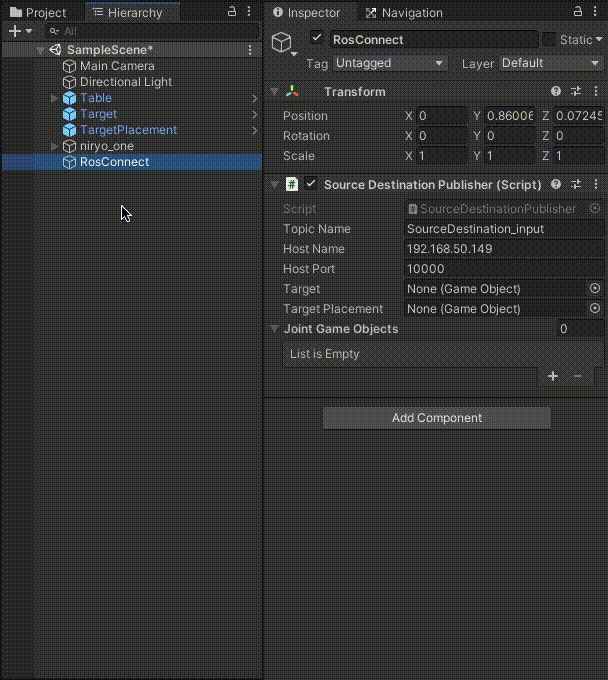 Project
Hierarchy
All
SampleScene*
Main Camera
Directional Light
Table
Target
TargetPlacement
niryo_one
RosConnect
Inspector
Navigation
RosConnect
Static
Tag Untagged Layer Default
Transform
Position X 0 Y 0.86006 Z 0.07245
Rotation X 0 Y 0 Z 0
Scale X 1 Y 1 Z 1
# Source Destination Publisher (Script)
Script SourceDestinationPublisher
Topic Name SourceDestination_input
Host Name 192.168.50.149
Host Port 10000
Target None (Game Object)
Target Placement None (Game Object)
Joint Game Objects 0
List is Empty
+ −
Add Component